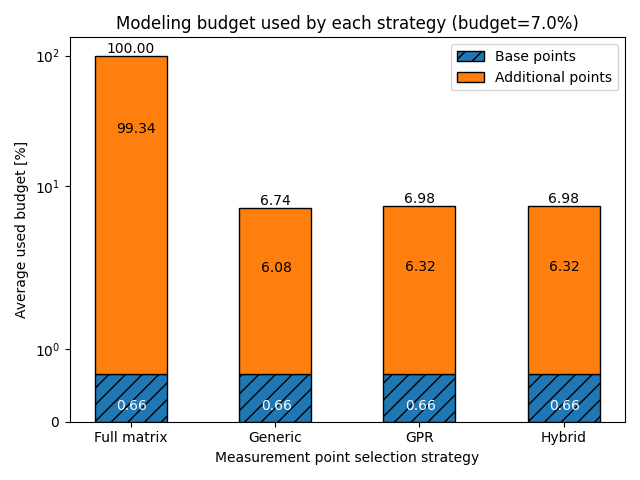 Modeling budget used by each strategy (budget=7.0%)
Base points
Additional points
Average used budget [%]
10²
10¹
10⁰
0
100.00
99.34
0.66
6.74
6.08
0.66
6.98
6.32
0.66
6.98
6.32
0.66
Full matrix
Generic
GPR
Hybrid
Measurement point selection strategy